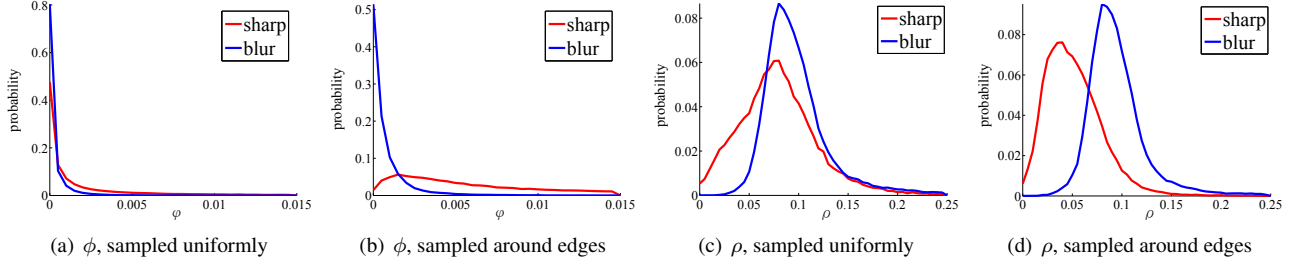 0.8
0.6
0.4
0.2
0
probability
0
0.005
0.01
0.015
φ
sharp
blur
(a) ϕ, sampled uniformly
0.5
0.4
0.3
0.2
0.1
0
probability
0
0.005
0.01
0.015
φ
sharp
blur
(b) ϕ, sampled around edges
0.08
0.06
0.04
0.02
0
probability
0
0.05
0.1
0.15
0.20
0.25
ρ
sharp
blur
(c) ρ, sampled uniformly
0.08
0.06
0.04
0.02
0
probability
0
0.05
0.1
0.15
0.20
0.25
ρ
sharp
blur
(d) ρ, sampled around edges